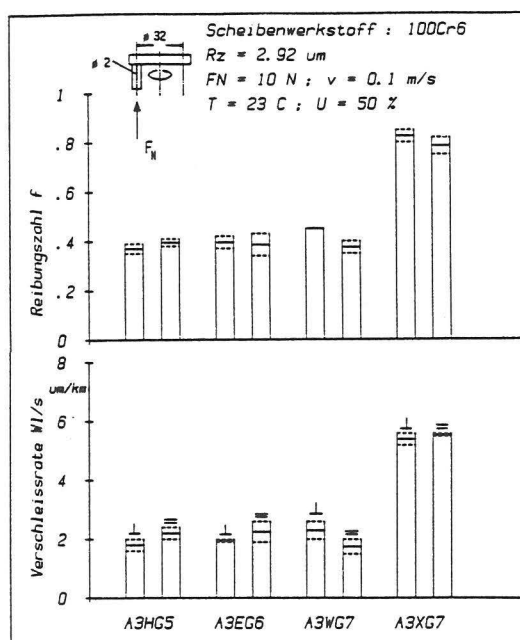 Scheibenwerkstoff : 100Cr6
ø 32
Rz = 2.92 um
ø 2
FN = 10 N ; v = 0.1 m/s
T = 23 C ; U = 50 %
F_N
Reibungszahl f
1
.8
.6
.4
.2
0
Verschleissrate Wl/s
um/km
8
6
4
2
0
A3HG5 A3EG6 A3WG7 A3XG7